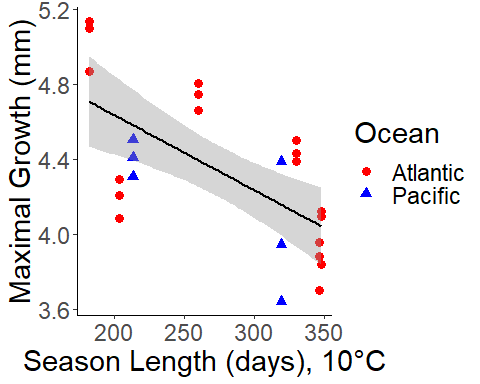 Maximal Growth (mm)
5.2
4.8
4.4
4.0
3.6
200
250
300
350
Season Length (days), 10°C
Ocean
Atlantic
Pacific